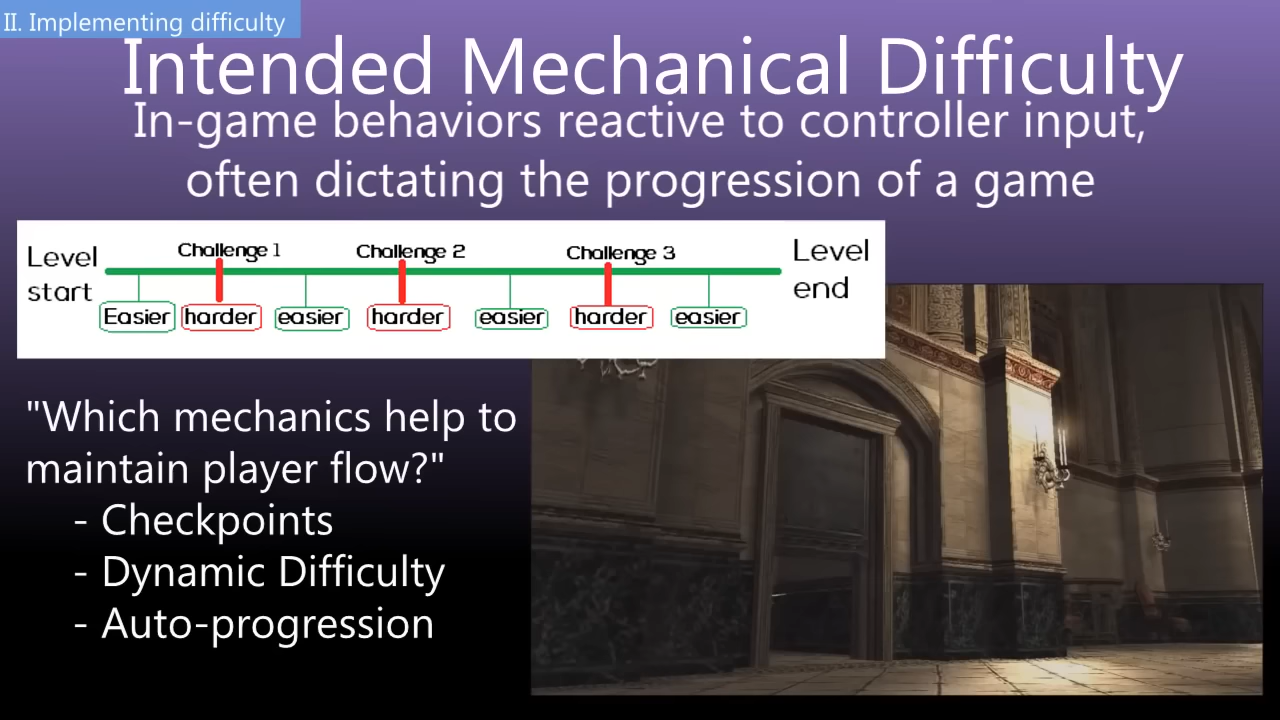 II. Implementing difficulty
Intended Mechanical Difficulty
In-game behaviors reactive to controller input,
often dictating the progression of a game
Level
start
Challenge 1
Challenge 2
Challenge 3
Level
end
Easier
harder
easier
harder
easier
harder
easier
"Which mechanics help to
maintain player flow?"
- Checkpoints
- Dynamic Difficulty
- Auto-progression